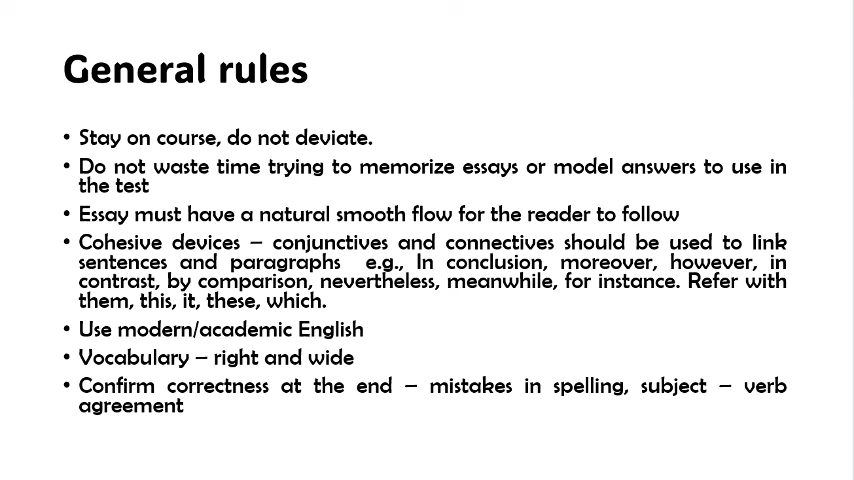 General rules
• Stay on course, do not deviate.
• Do not waste time trying to memorize essays or model answers to use in
the test
• Essay must have a natural smooth flow for the reader to follow
• Cohesive devices – conjunctives and connectives should be used to link
sentences and paragraphs e.g., In conclusion, moreover, however, in
contrast, by comparison, nevertheless, meanwhile, for instance. Refer with
them, this, it, these, which.
• Use modern/academic English
• Vocabulary – right and wide
• Confirm correctness at the end – mistakes in spelling, subject – verb
agreement